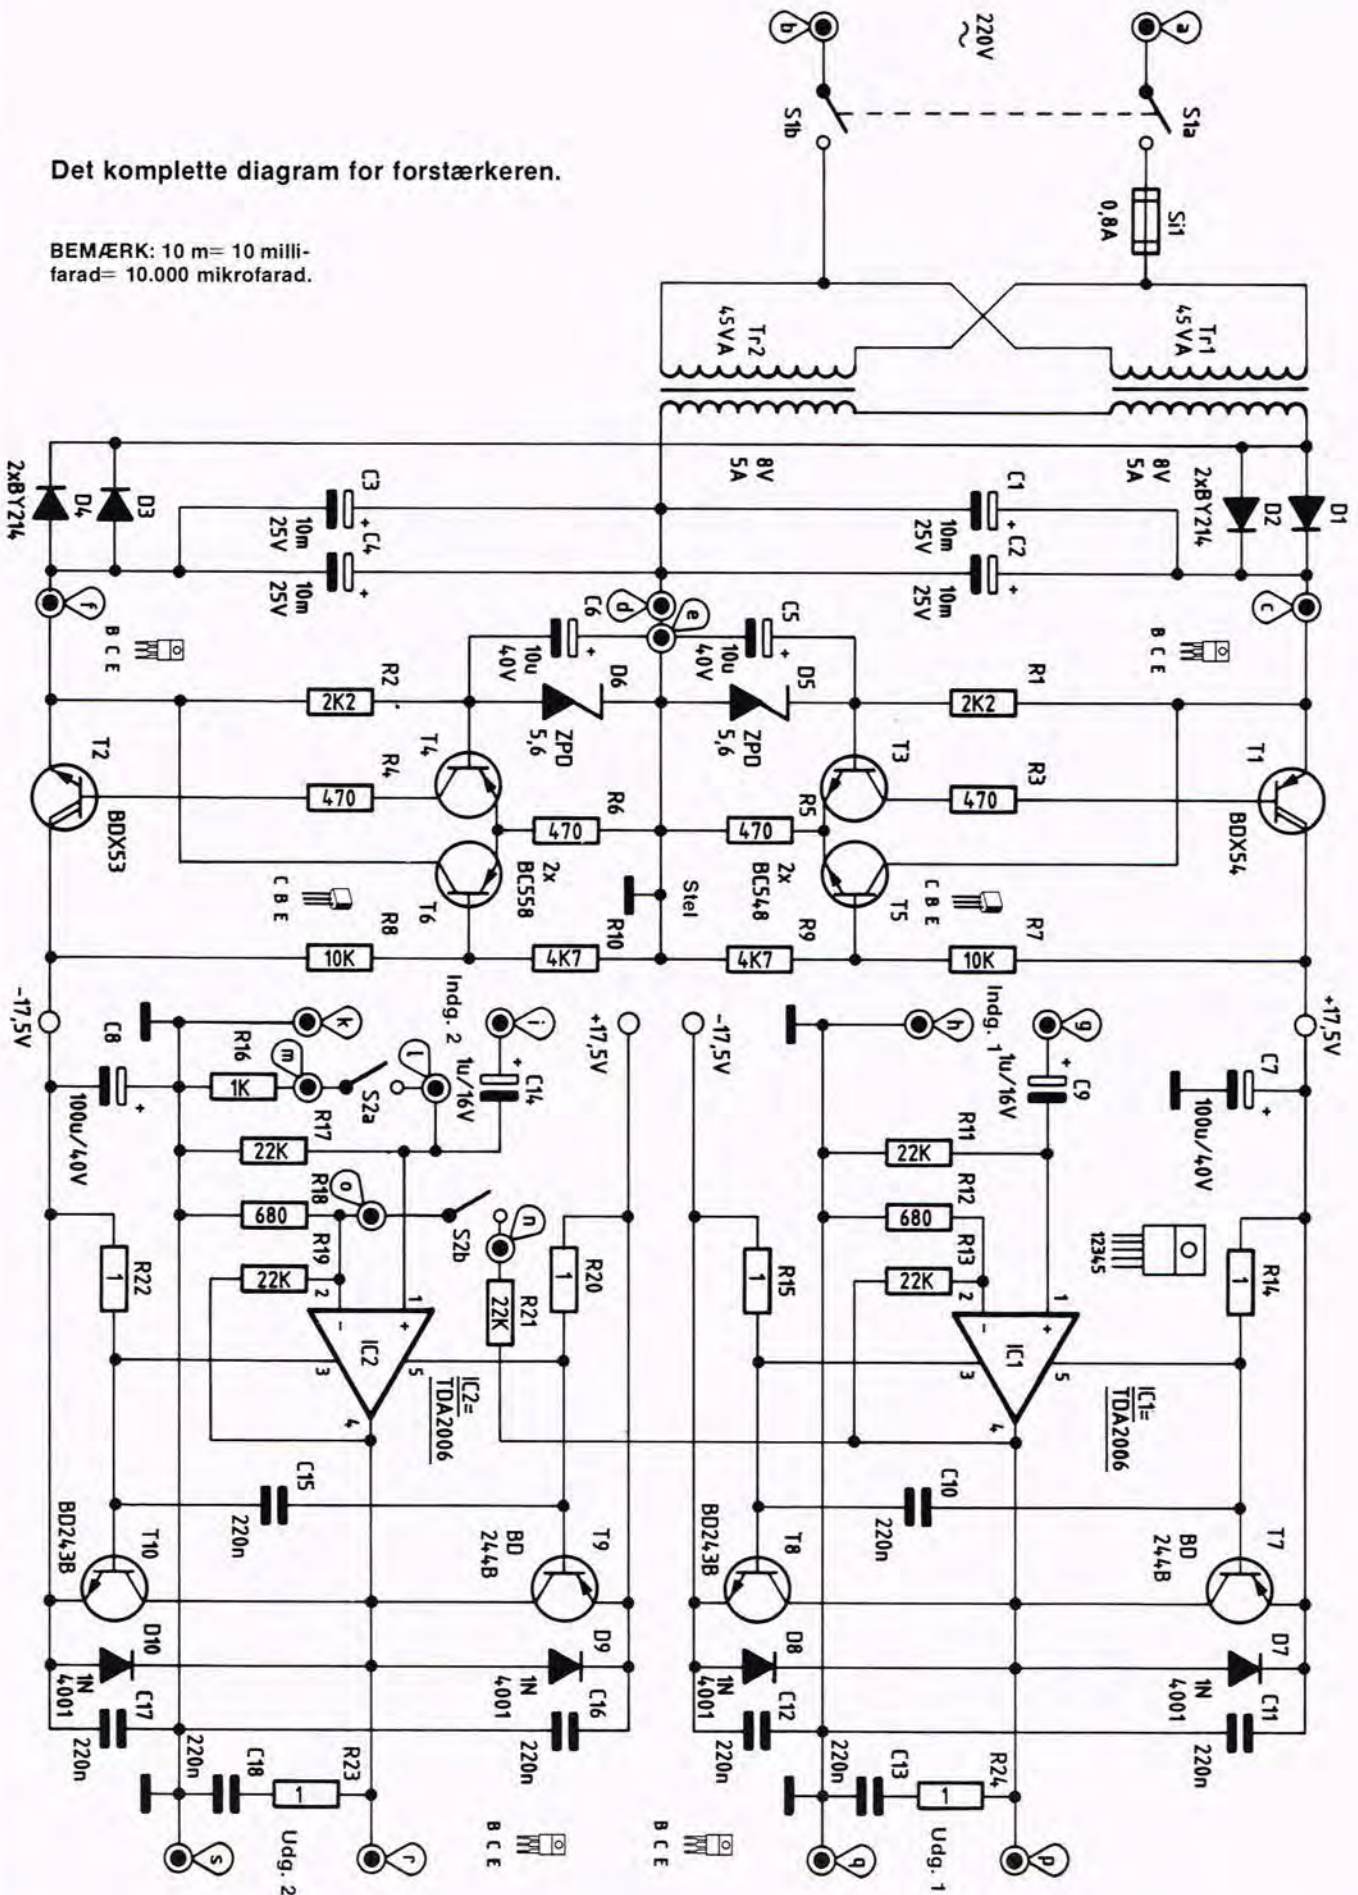 Det komplette diagram for forstærkeren.
BEMÆRK: 10 m= 10 milli-
farad= 10.000 mikrofarad.
220V
~
a
b
S1a
S1b
Si1
0,8A
Tr1
45VA
Tr2
45VA
8V
5A
8V
5A
D1
D2
2xBY214
D3
D4
2xBY214
C1
+
10m
25V
C2
+
10m
25V
C3
+
10m
25V
C4
+
10m
25V
c
d
e
f
B C E
B C E
C5
+
10u
40V
C6
+
10u
40V
D5
ZPD
5,6
D6
ZPD
5,6
R1
2K2
R2
2K2
R3
470
R4
470
R5
470
R6
470
T1
BDX54
T2
BDX53
T3
T4
T5
T6
2x
BC548
2x
BC558
C B E
C B E
Stel
R7
10K
R8
10K
R9
4K7
R10
4K7
+17,5V
-17,5V
+17,5V
-17,5V
C7
+
100u/40V
C8
+
100u/40V
Indg. 1
g
h
+
C9
1u/16V
R11
22K
R12
680
R13
22K
1
2
3
4
5
+
-
IC1
IC1=
TDA2006
12345
R14
1
R15
1
C10
220n
T7
BD
244B
T8
BD243B
D7
1N
4001
D8
1N
4001
C11
220n
C12
220n
C13
220n
R24
1
Udg. 1
p
q
B C E
Indg. 2
i
k
l
m
n
o
+
C14
1u/16V
R16
1K
S2a
S2b
R17
22K
R18
680
R19
22K
R20
1
R21
22K
R22
1
1
2
3
4
5
+
-
IC2
IC2=
TDA2006
C15
220n
T9
BD
244B
T10
BD243B
D9
1N
4001
D10
1N
4001
C16
220n
C17
220n
C18
220n
R23
1
Udg. 2
r
s
B C E